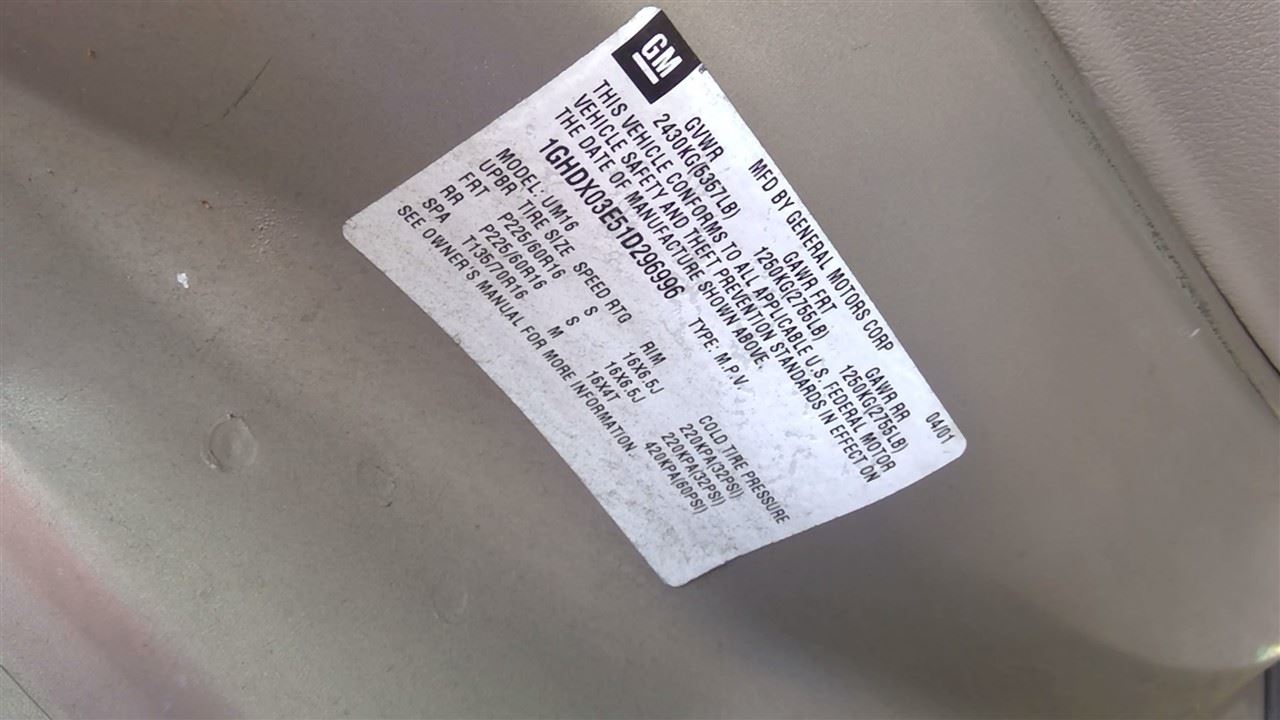 GM
MFD BY GENERAL MOTORS CORP 04/01
GVWR GAWR FRT GAWR RR
2430KG(5357LB) 1250KG(2755LB) 1250KG(2755LB)
THIS VEHICLE CONFORMS TO ALL APPLICABLE U.S. FEDERAL MOTOR
VEHICLE SAFETY AND THEFT PREVENTION STANDARDS IN EFFECT ON
THE DATE OF MANUFACTURE SHOWN ABOVE.
1GHDX03E51D296996 TYPE: M.P.V.
MODEL: UM16
UPBR TIRE SIZE SPEED RTG RIM COLD TIRE PRESSURE
FRT P225/60R16 S 16X6.5J 220KPA(32PSI)
RR P225/60R16 S 16X6.5J 220KPA(32PSI)
SPA T135/70R16 M 16X4T 420KPA(60PSI)
SEE OWNER'S MANUAL FOR MORE INFORMATION